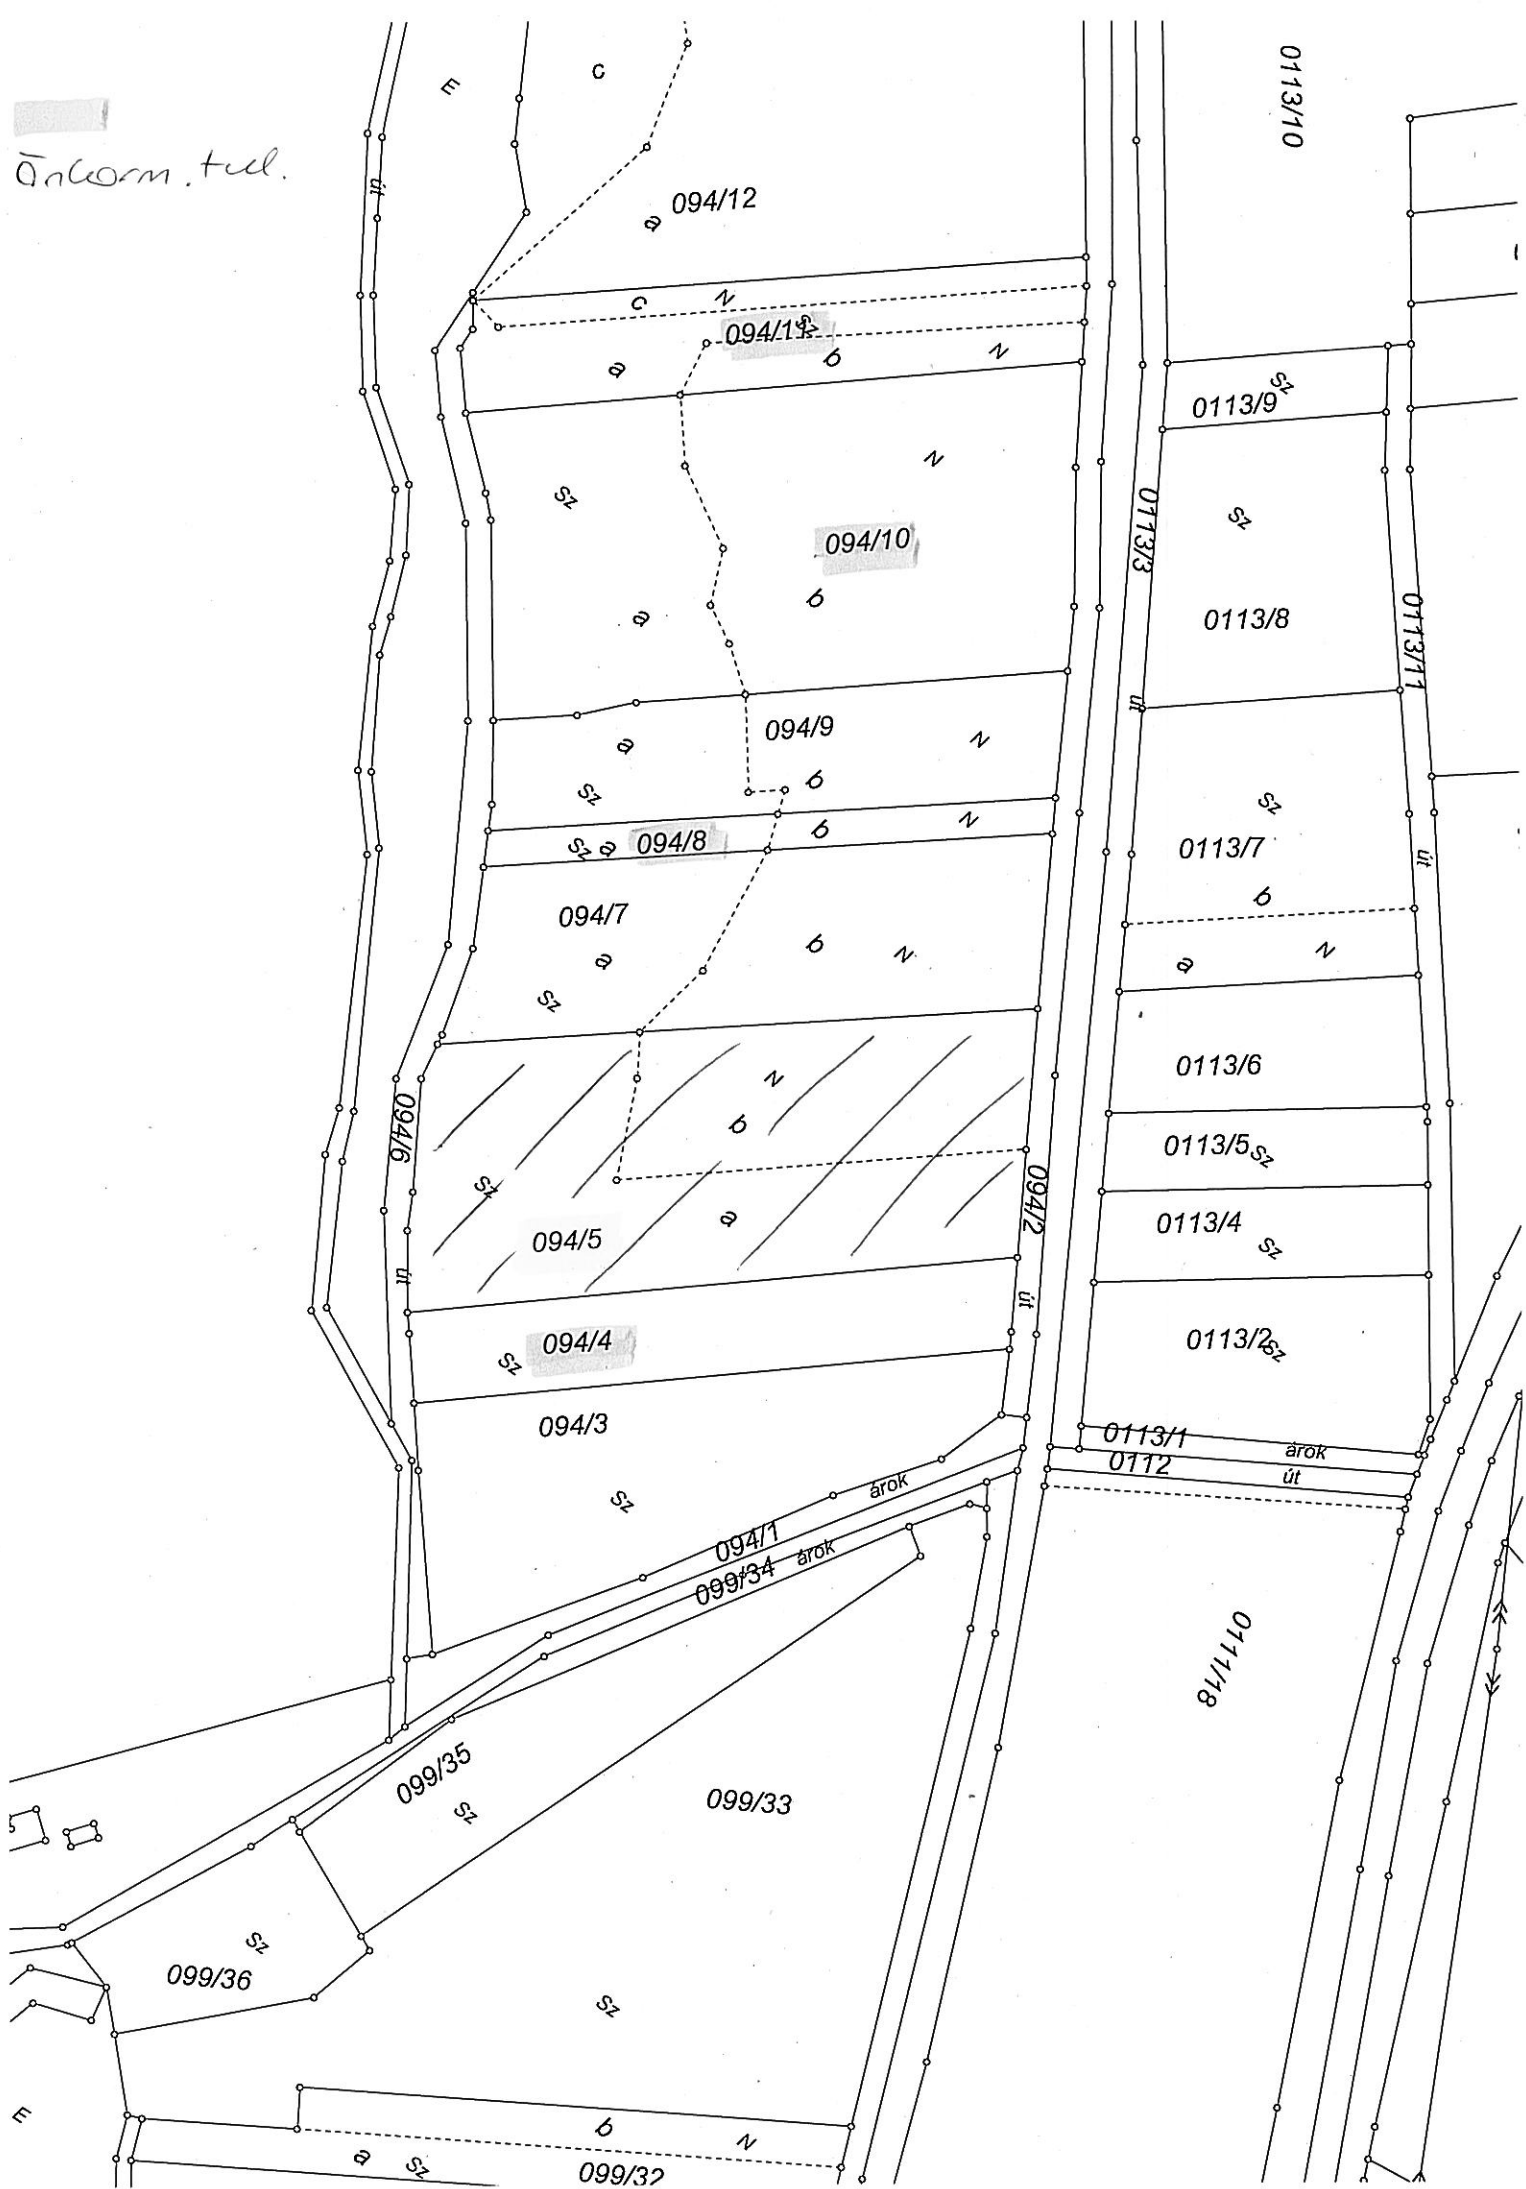 0113/10
E
c
Önkorm. tul.
út
094/12
a
c
N
094/11
Sz
b
N
a
Sz
0113/9
N
Sz
094/10
0113/3
Sz
a
b
0113/8
0113/11
út
094/9
a
N
b
Sz
Sz
b
N
Sz
a
094/8
0113/7
út
094/7
b
b
N
a
N
a
Sz
N
0113/6
094/6
b
0113/5
Sz
Sz
094/2
a
0113/4
094/5
Sz
út
út
094/4
0113/2
Sz
Sz
094/3
0113/1
árok
0112
út
árok
Sz
094/1
árok
099/34
0111/18
099/35
Sz
099/33
Sz
099/36
Sz
E
b
N
a
Sz
099/32